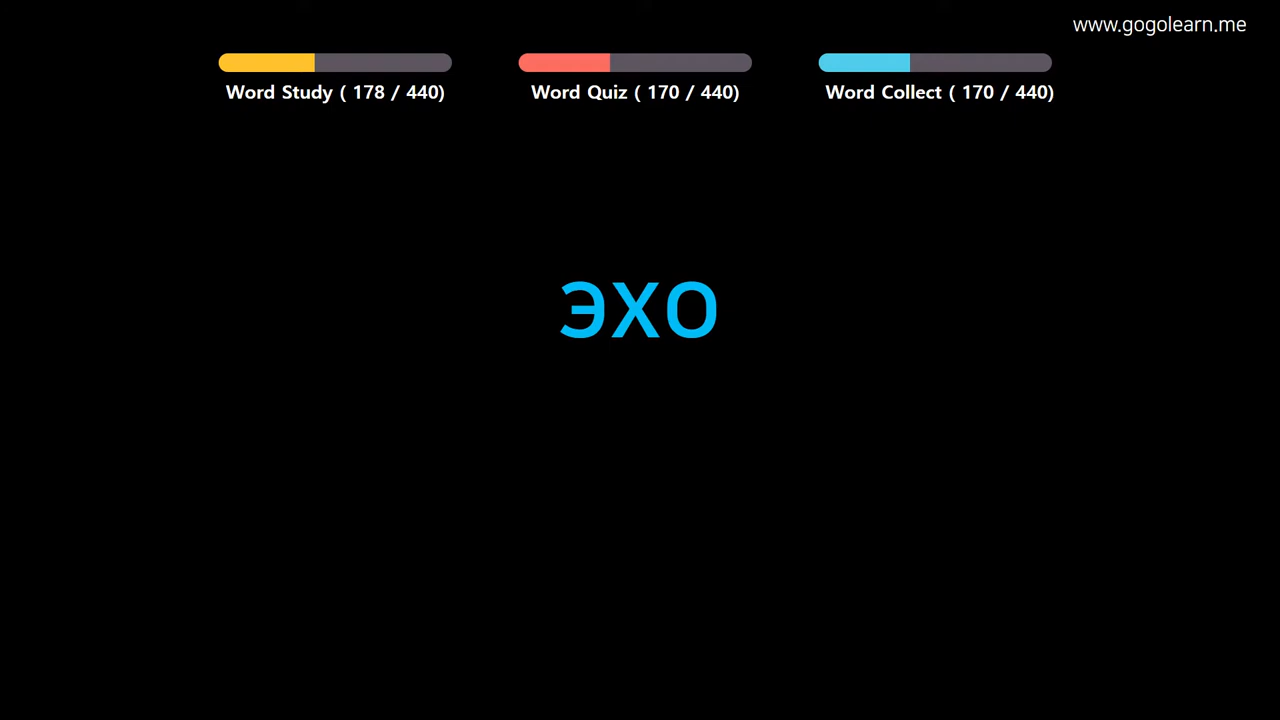 www.gogolearn.me
Word Study ( 178 / 440)
Word Quiz ( 170 / 440)
Word Collect ( 170 / 440)
эхо